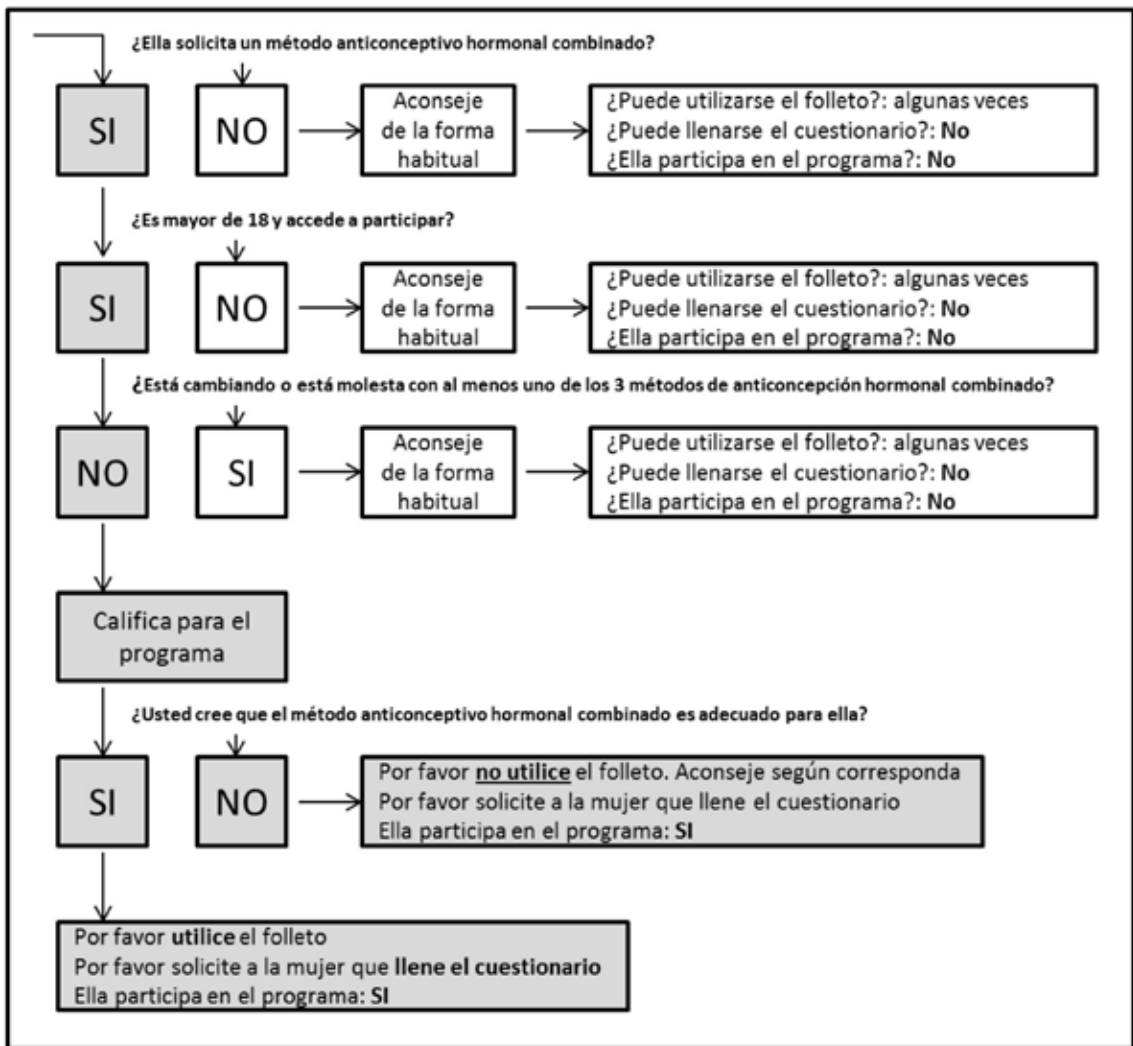 ¿Ella solicita un método anticonceptivo hormonal combinado?
SI
NO
Aconseje
de la forma
habitual
¿Puede utilizarse el folleto?: algunas veces
¿Puede llenarse el cuestionario?: No
¿Ella participa en el programa?: No
¿Es mayor de 18 y accede a participar?
SI
NO
Aconseje
de la forma
habitual
¿Puede utilizarse el folleto?: algunas veces
¿Puede llenarse el cuestionario?: No
¿Ella participa en el programa?: No
¿Está cambiando o está molesta con al menos uno de los 3 métodos de anticoncepción hormonal combinado?
NO
SI
Aconseje
de la forma
habitual
¿Puede utilizarse el folleto?: algunas veces
¿Puede llenarse el cuestionario?: No
¿Ella participa en el programa?: No
Califica para el
programa
¿Usted cree que el método anticonceptivo hormonal combinado es adecuado para ella?
SI
NO
Por favor no utilice el folleto. Aconseje según corresponda
Por favor solicite a la mujer que llene el cuestionario
Ella participa en el programa: SI
Por favor utilice el folleto
Por favor solicite a la mujer que llene el cuestionario
Ella participa en el programa: SI